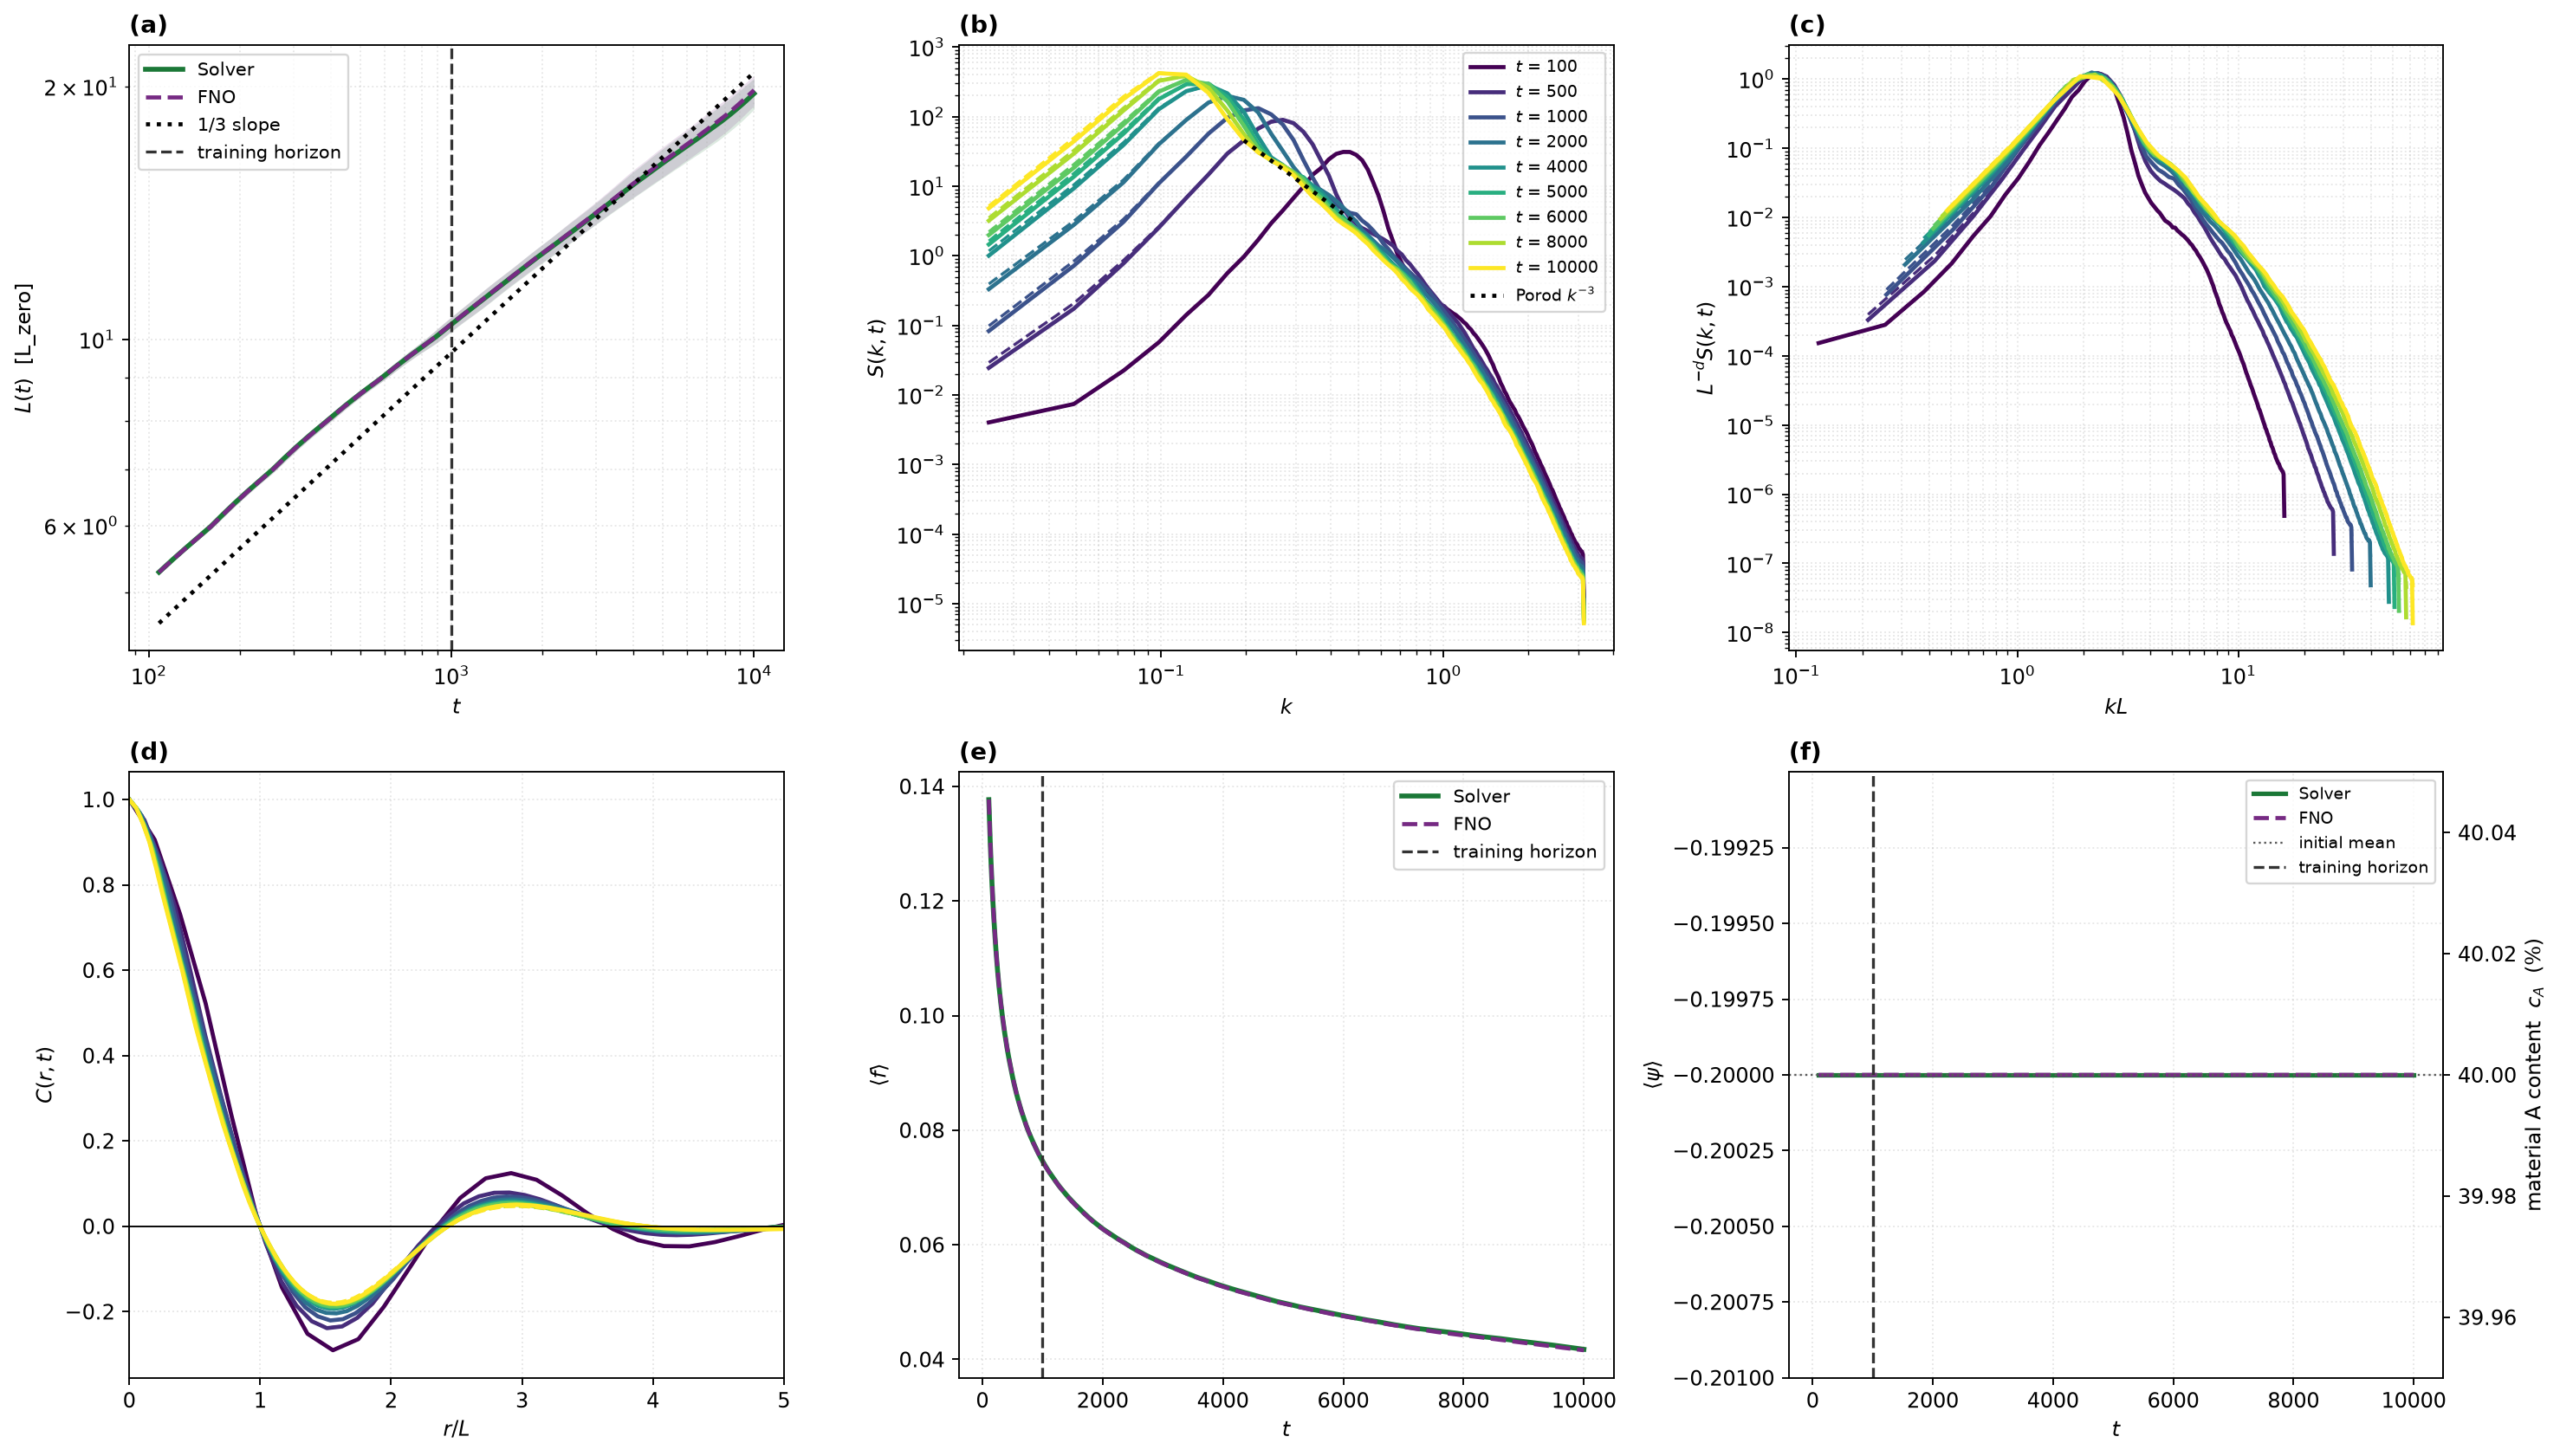 (a)
Solver
FNO
1/3 slope
training horizon
2 × 10¹
10¹
6 × 10⁰
L(t) [L_zero]
10² 10³ 10⁴
t
(b)
t = 100
t = 500
t = 1000
t = 2000
t = 4000
t = 5000
t = 6000
t = 8000
t = 10000
Porod k⁻³
10³
10²
10¹
10⁰
10⁻¹
10⁻²
10⁻³
10⁻⁴
10⁻⁵
S(k, t)
10⁻¹ 10⁰
k
(c)
10⁰
10⁻¹
10⁻²
10⁻³
10⁻⁴
10⁻⁵
10⁻⁶
10⁻⁷
10⁻⁸
L⁻ᵈS(k, t)
10⁻¹ 10⁰ 10¹
kL
(d)
1.0
0.8
0.6
0.4
0.2
0.0
−0.2
C(r, t)
0 1 2 3 4 5
r/L
(e)
Solver
FNO
training horizon
0.14
0.12
0.10
0.08
0.06
0.04
⟨f⟩
0 2000 4000 6000 8000 10000
t
(f)
Solver
FNO
initial mean
training horizon
−0.19925
−0.19950
−0.19975
−0.20000
−0.20025
−0.20050
−0.20075
−0.20100
⟨ψ⟩
0 2000 4000 6000 8000 10000
t
40.04
40.02
40.00
39.98
39.96
material A content c_A (%)